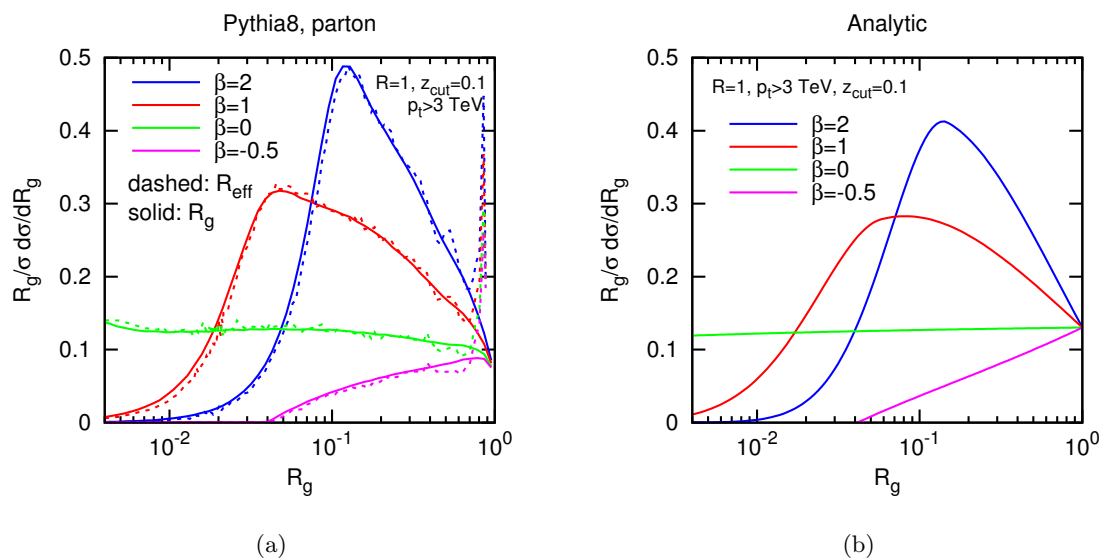 Pythia8, parton
R_g/σ dσ/dR_g
0.5
0.4
0.3
0.2
0.1
0
β=2
β=1
β=0
β=-0.5
dashed: R_eff
solid: R_g
R=1, z_cut=0.1
p_t>3 TeV
10^-2
10^-1
10^0
R_g
(a)
Analytic
R_g/σ dσ/dR_g
0.5
0.4
0.3
0.2
0.1
0
R=1, p_t>3 TeV, z_cut=0.1
β=2
β=1
β=0
β=-0.5
10^-2
10^-1
10^0
R_g
(b)